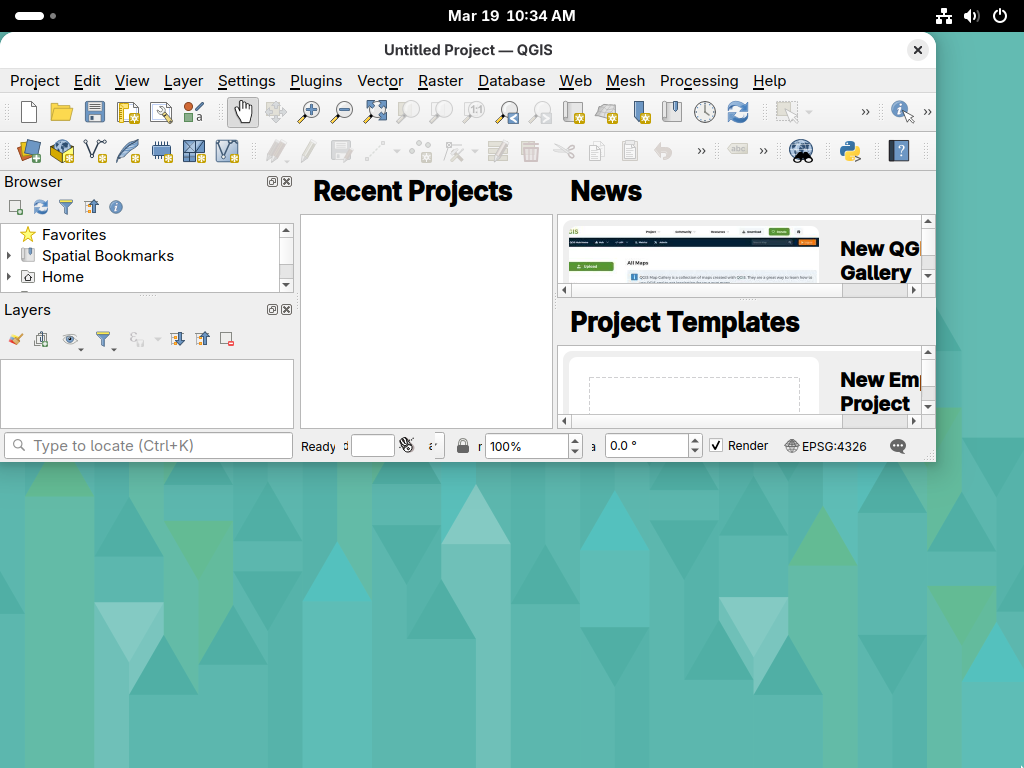 Mar 19 10:34 AM
Untitled Project — QGIS
Project Edit View Layer Settings Plugins Vector Raster Database Web Mesh Processing Help
Browser
Favorites
Spatial Bookmarks
Home
Layers
Recent Projects
News
All Maps
Upload
New QG
Gallery
Project Templates
New Em
Project
Type to locate (Ctrl+K)
Ready
100%
0.0 °
Render
EPSG:4326